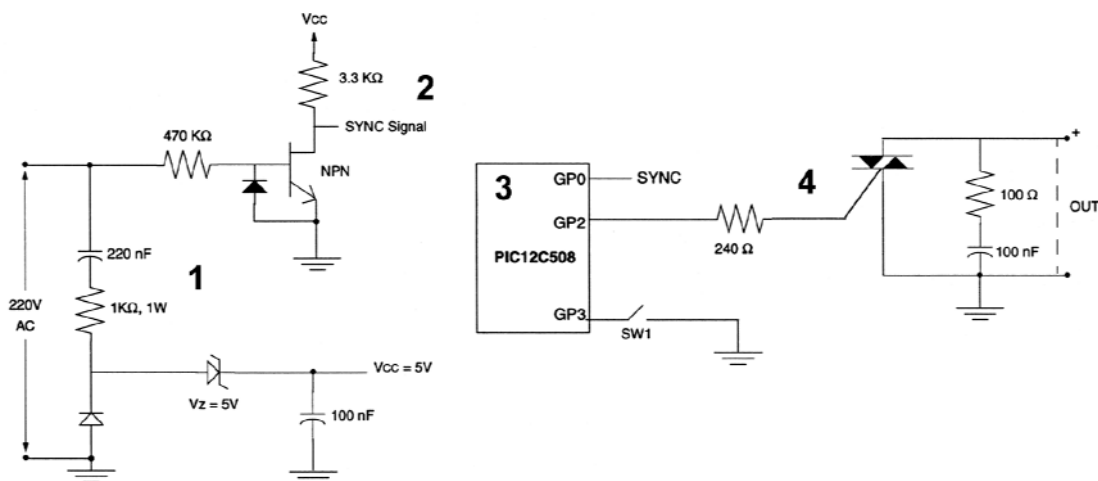 Vcc
3.3 KΩ
2
SYNC Signal
470 KΩ
NPN
220 nF
1
1KΩ, 1W
220V
AC
Vcc = 5V
Vz = 5V
100 nF
3
GP0
SYNC
4
GP2
240 Ω
PIC12C508
GP3
SW1
+
100 Ω
OUT
100 nF